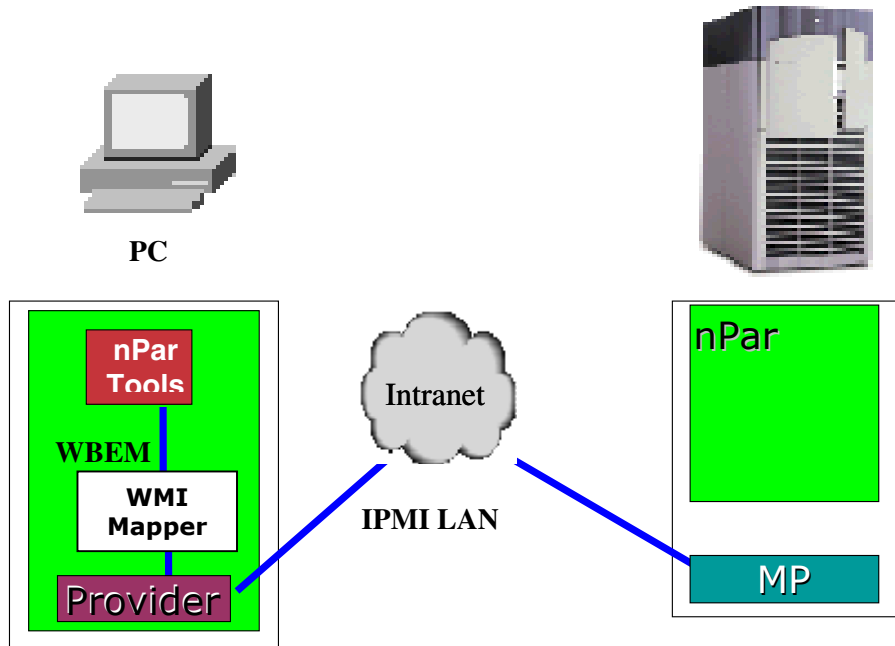 PC
nPar
Tools
WBEM
WMI
Mapper
Provider
Intranet
IPMI LAN
nPar
MP